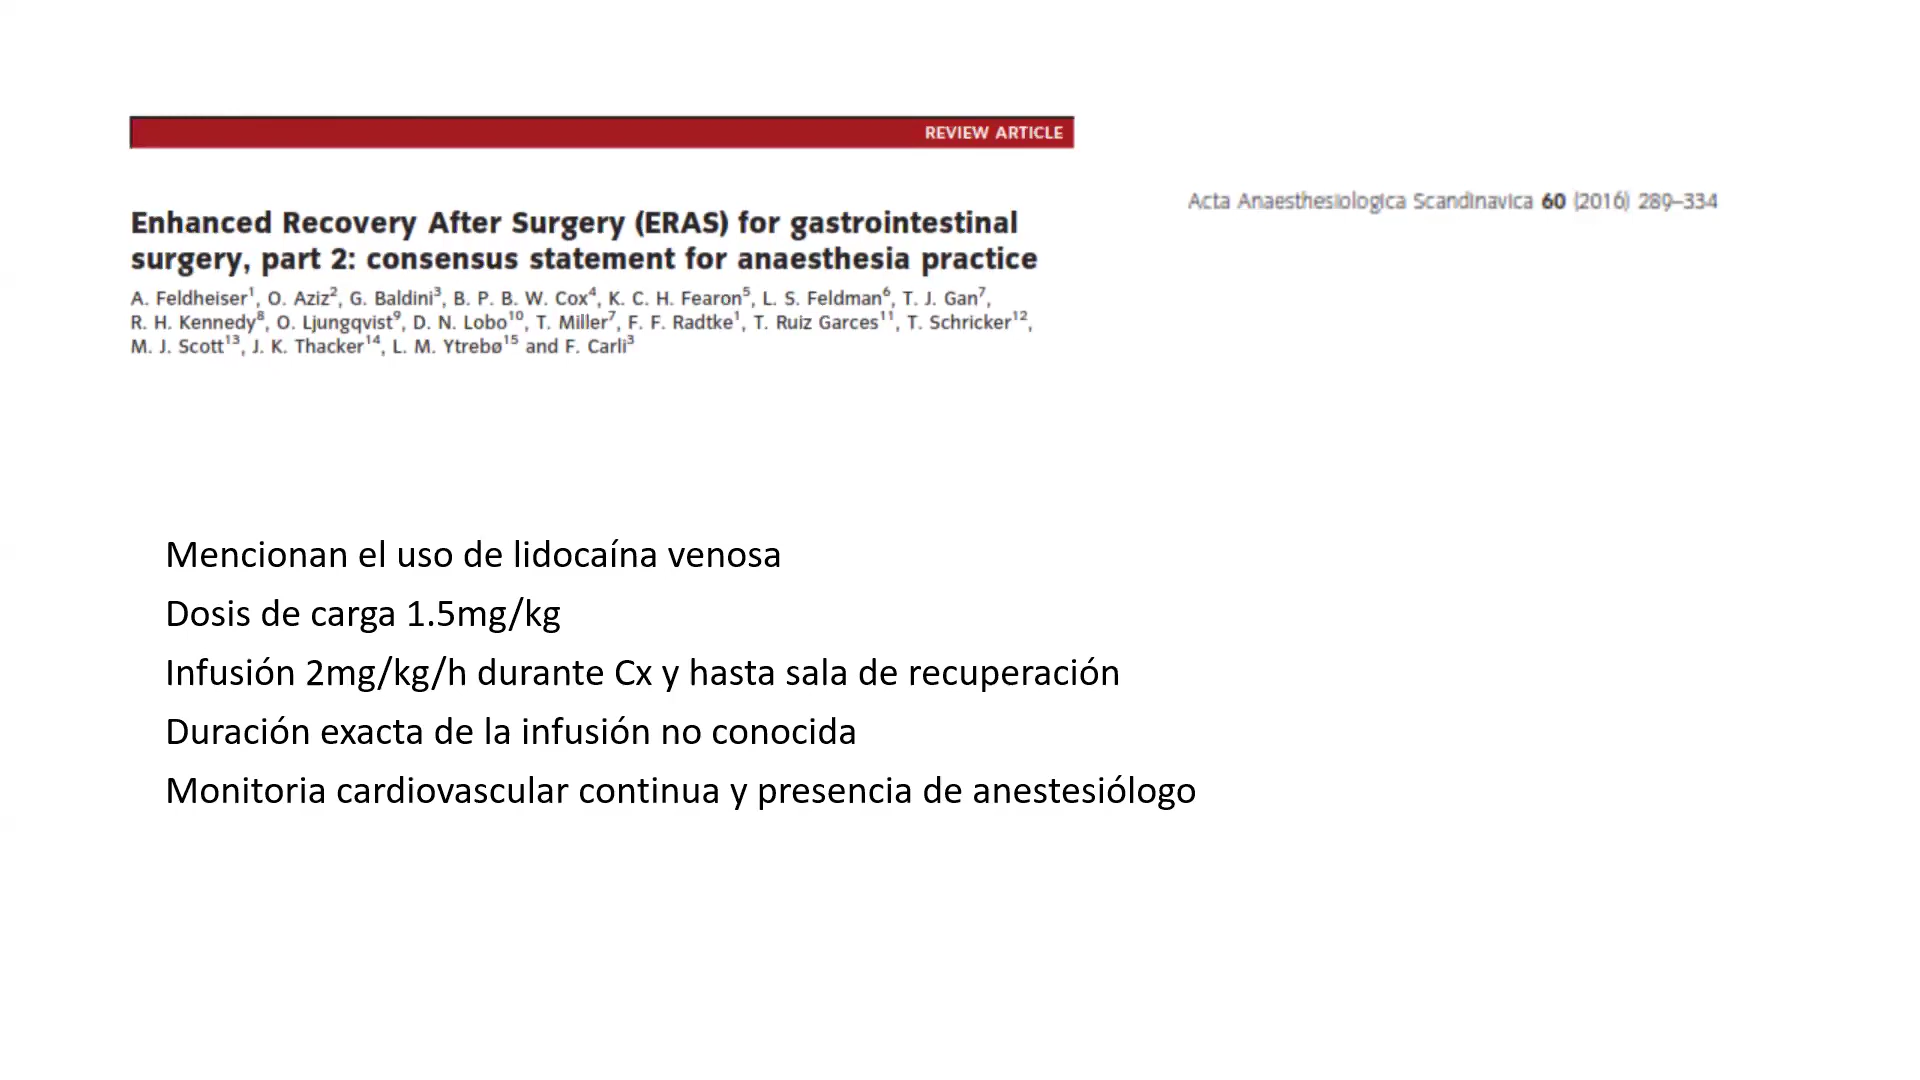 REVIEW ARTICLE
Acta Anaesthesiologica Scandinavica 60 (2016) 289–334
Enhanced Recovery After Surgery (ERAS) for gastrointestinal
surgery, part 2: consensus statement for anaesthesia practice
A. Feldheiser¹, O. Aziz², G. Baldini³, B. P. B. W. Cox⁴, K. C. H. Fearon⁵, L. S. Feldman⁶, T. J. Gan⁷,
R. H. Kennedy⁸, O. Ljungqvist⁹, D. N. Lobo¹⁰, T. Miller⁷, F. F. Radtke¹, T. Ruiz Garces¹¹, T. Schricker¹²,
M. J. Scott¹³, J. K. Thacker¹⁴, L. M. Ytrebø¹⁵ and F. Carli³
Mencionan el uso de lidocaína venosa
Dosis de carga 1.5mg/kg
Infusión 2mg/kg/h durante Cx y hasta sala de recuperación
Duración exacta de la infusión no conocida
Monitoria cardiovascular continua y presencia de anestesiólogo